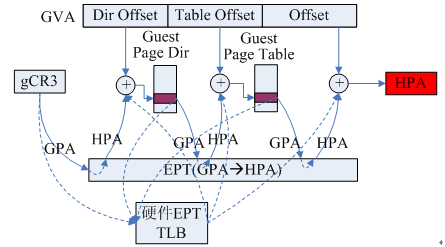 GVA
Dir Offset
Table Offset
Offset
Guest
Page Dir
Guest
Page Table
gCR3
HPA
GPA
HPA
GPA
HPA
GPA
HPA
EPT(GPA→HPA)
硬件EPT
TLB